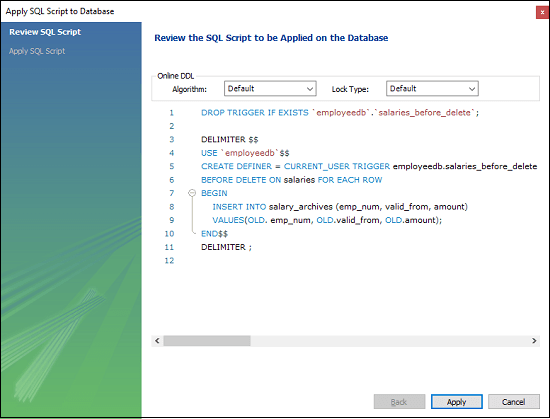 Apply SQL Script to Database
Review SQL Script
Apply SQL Script
Review the SQL Script to be Applied on the Database
Online DDL
Algorithm: Default Lock Type: Default
1 DROP TRIGGER IF EXISTS `employeedb`.`salaries_before_delete`;
2
3 DELIMITER $$
4 USE `employeedb`$$
5 CREATE DEFINER = CURRENT_USER TRIGGER employeedb.salaries_before_delete
6 BEFORE DELETE ON salaries FOR EACH ROW
7 BEGIN
8 INSERT INTO salary_archives (emp_num, valid_from, amount)
9 VALUES(OLD. emp_num, OLD.valid_from, OLD.amount);
10 END$$
11 DELIMITER ;
12
Back Apply Cancel